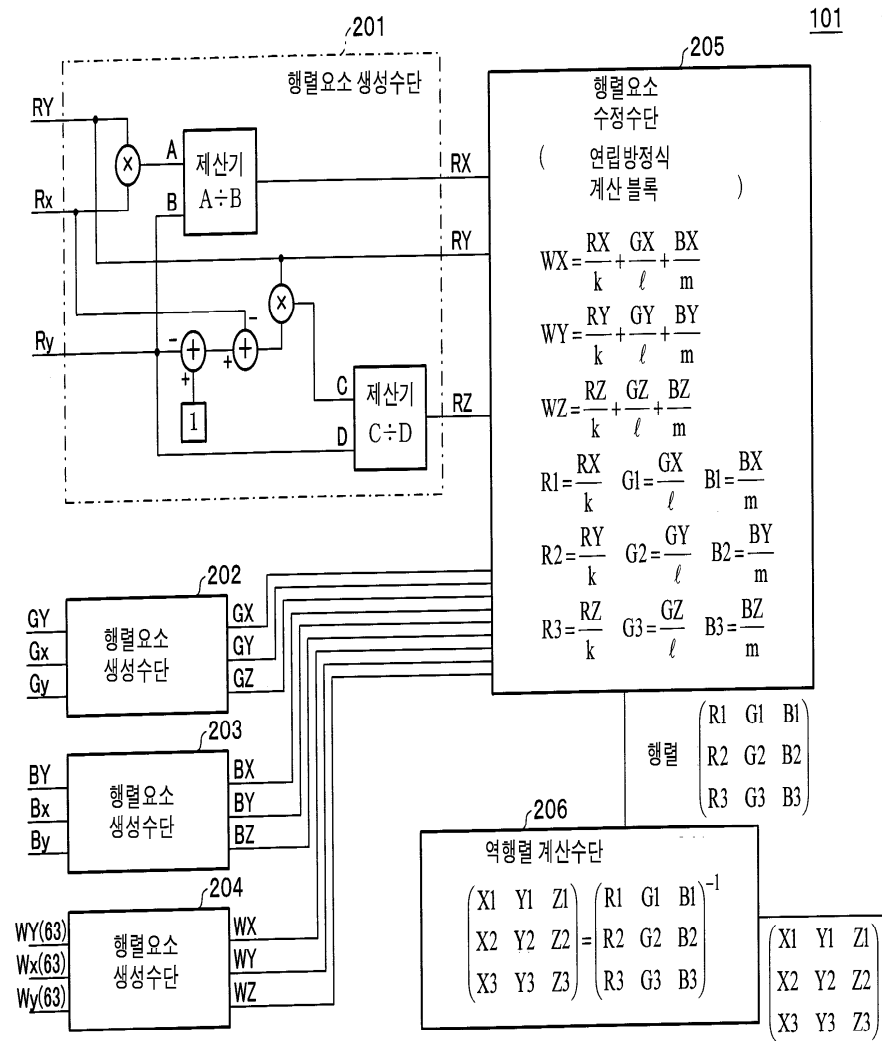 101
201
행렬요소 생성수단
RY
Rx
Ry
×
A
B
제산기
A÷B
RX
RY
×
-
-
+
+
+
+
1
C
D
제산기
C÷D
RZ
205
행렬요소
수정수단
( 연립방정식
계산 블록 )
WX=RX/k+GX/ℓ+BX/m
WY=RY/k+GY/ℓ+BY/m
WZ=RZ/k+GZ/ℓ+BZ/m
R1=RX/k G1=GX/ℓ B1=BX/m
R2=RY/k G2=GY/ℓ B2=BY/m
R3=RZ/k G3=GZ/ℓ B3=BZ/m
202
GY
Gx
Gy
행렬요소
생성수단
GX
GY
GZ
203
BY
Bx
By
행렬요소
생성수단
BX
BY
BZ
204
WY(63)
Wx(63)
Wy(63)
행렬요소
생성수단
WX
WY
WZ
행렬
(R1 G1 B1
R2 G2 B2
R3 G3 B3)
206
역행렬 계산수단
(X1 Y1 Z1
X2 Y2 Z2
X3 Y3 Z3)
=
(R1 G1 B1
R2 G2 B2
R3 G3 B3)⁻¹
(X1 Y1 Z1
X2 Y2 Z2
X3 Y3 Z3)